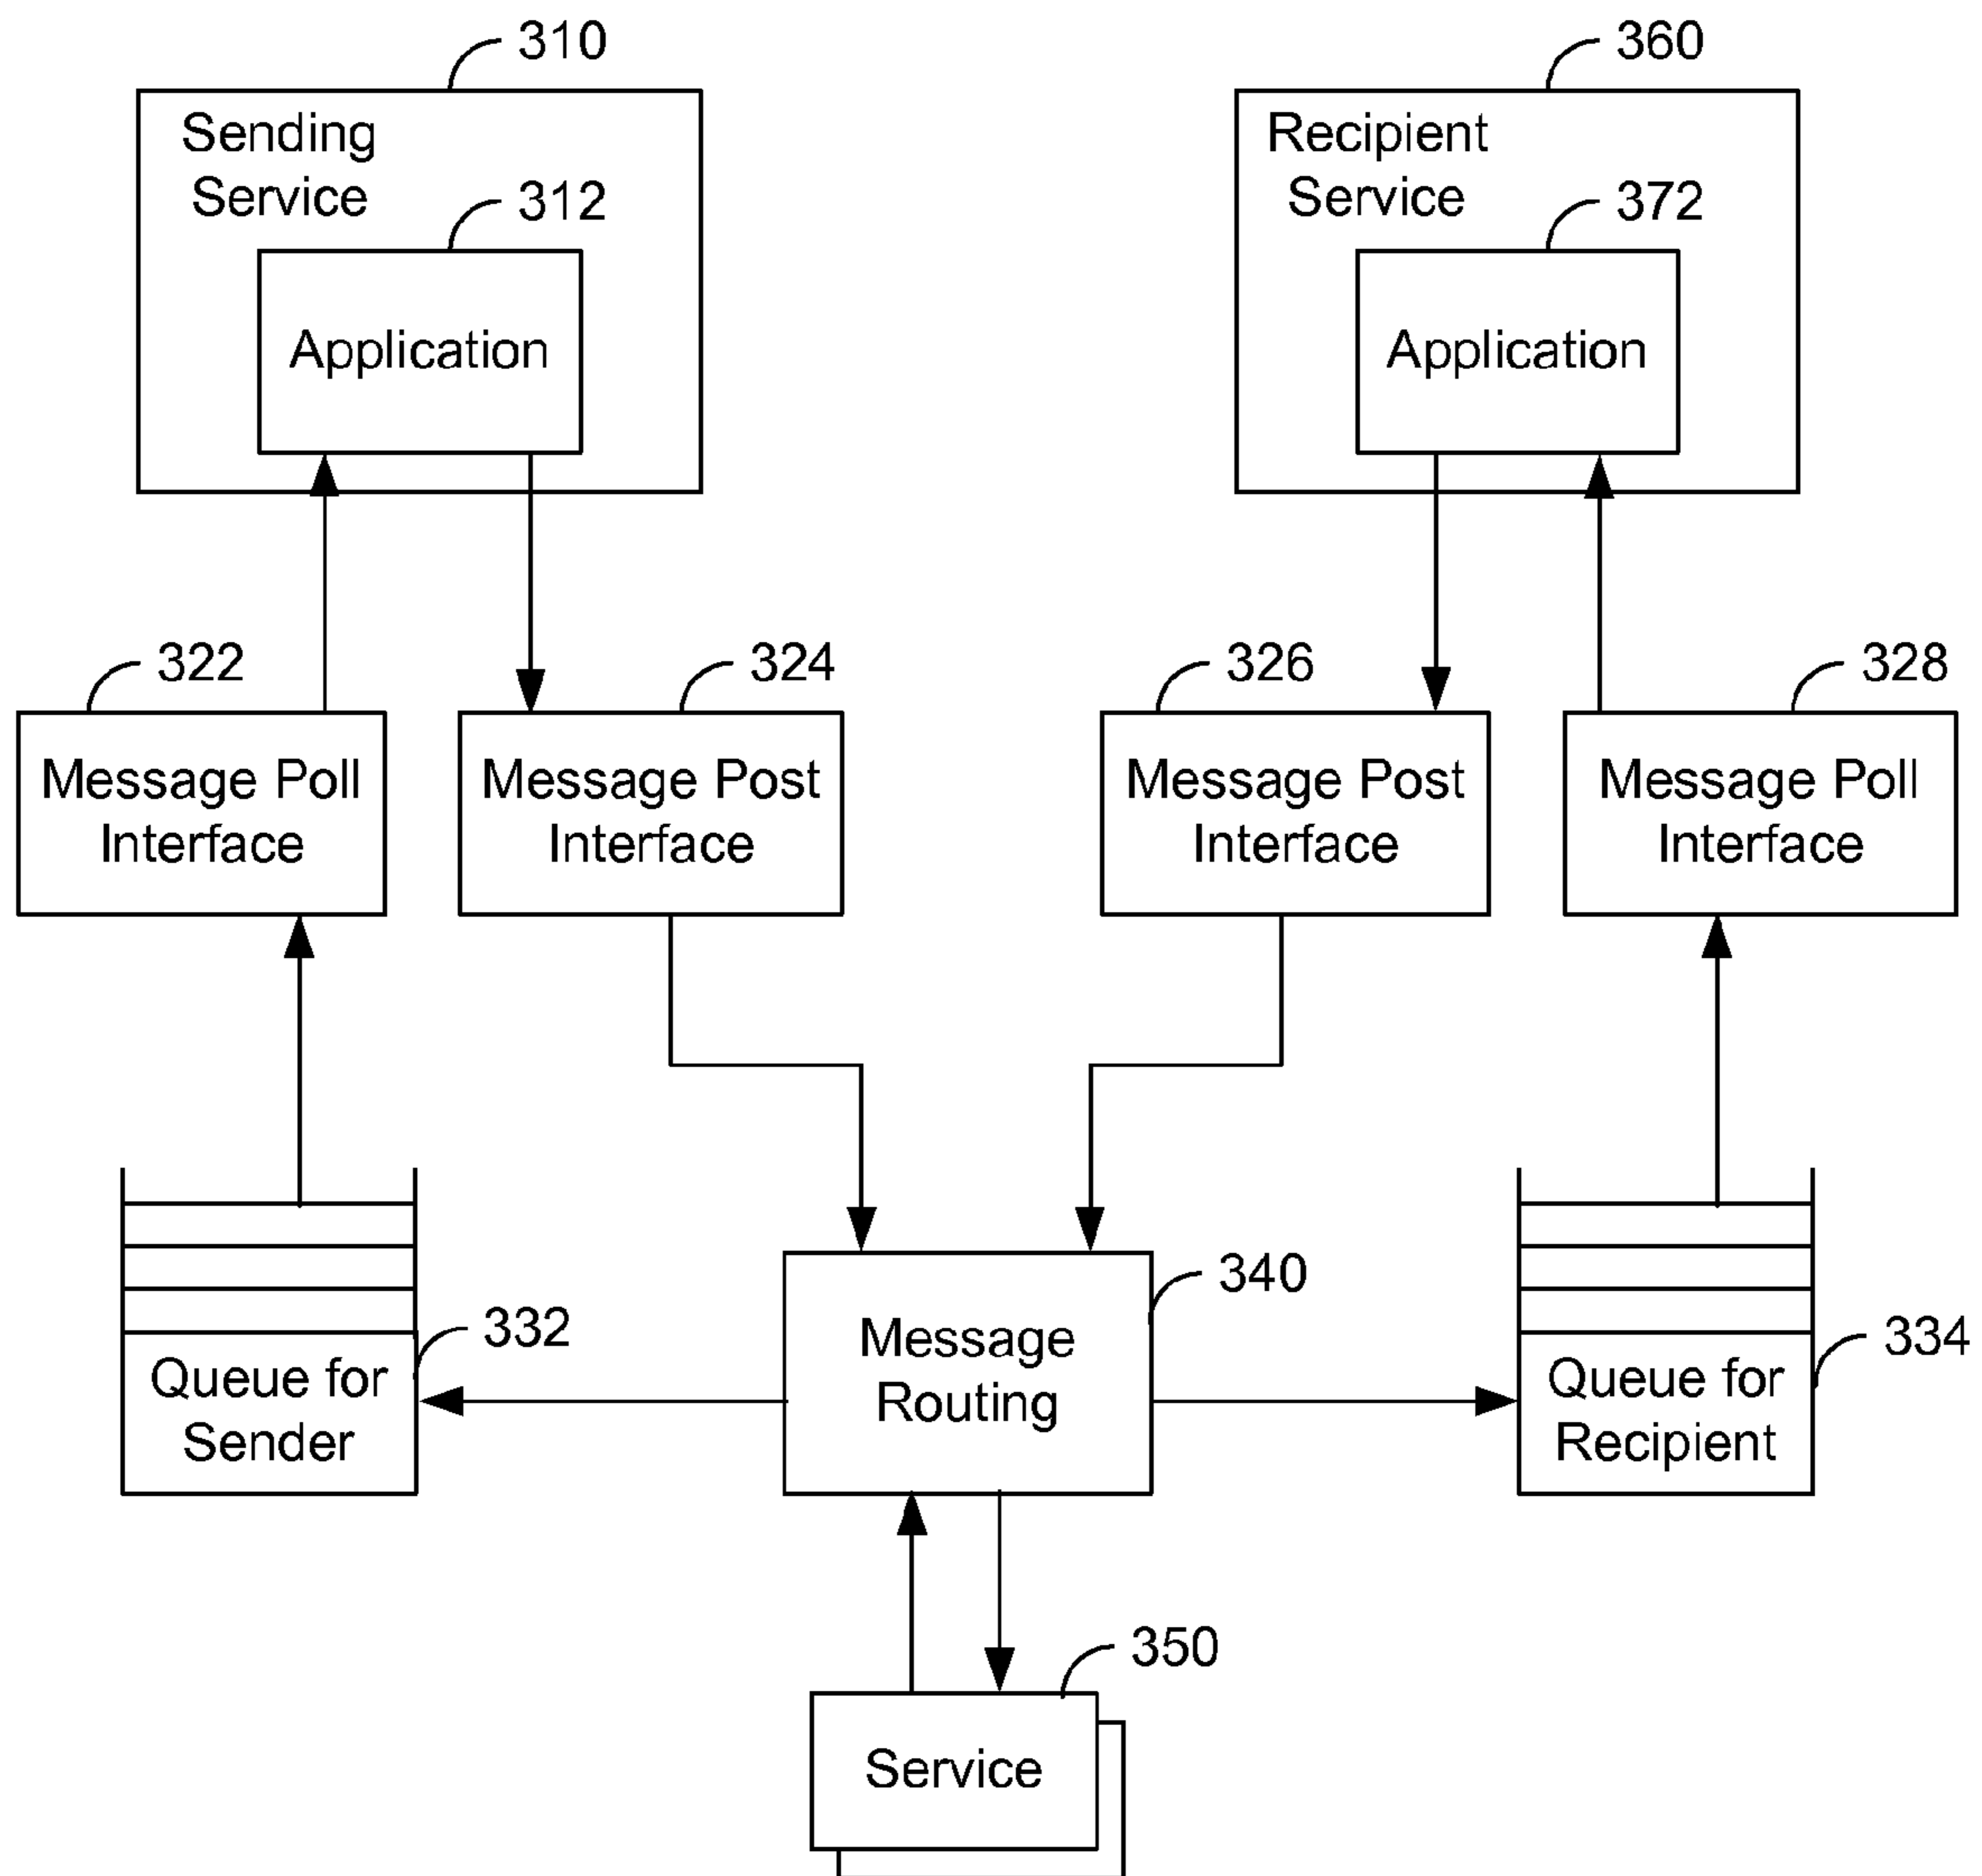 310
Sending
Service
312
Application
360
Recipient
Service
372
Application
322
Message Poll
Interface
324
Message Post
Interface
326
Message Post
Interface
328
Message Poll
Interface
332
Queue for
Sender
340
Message
Routing
334
Queue for
Recipient
350
Service